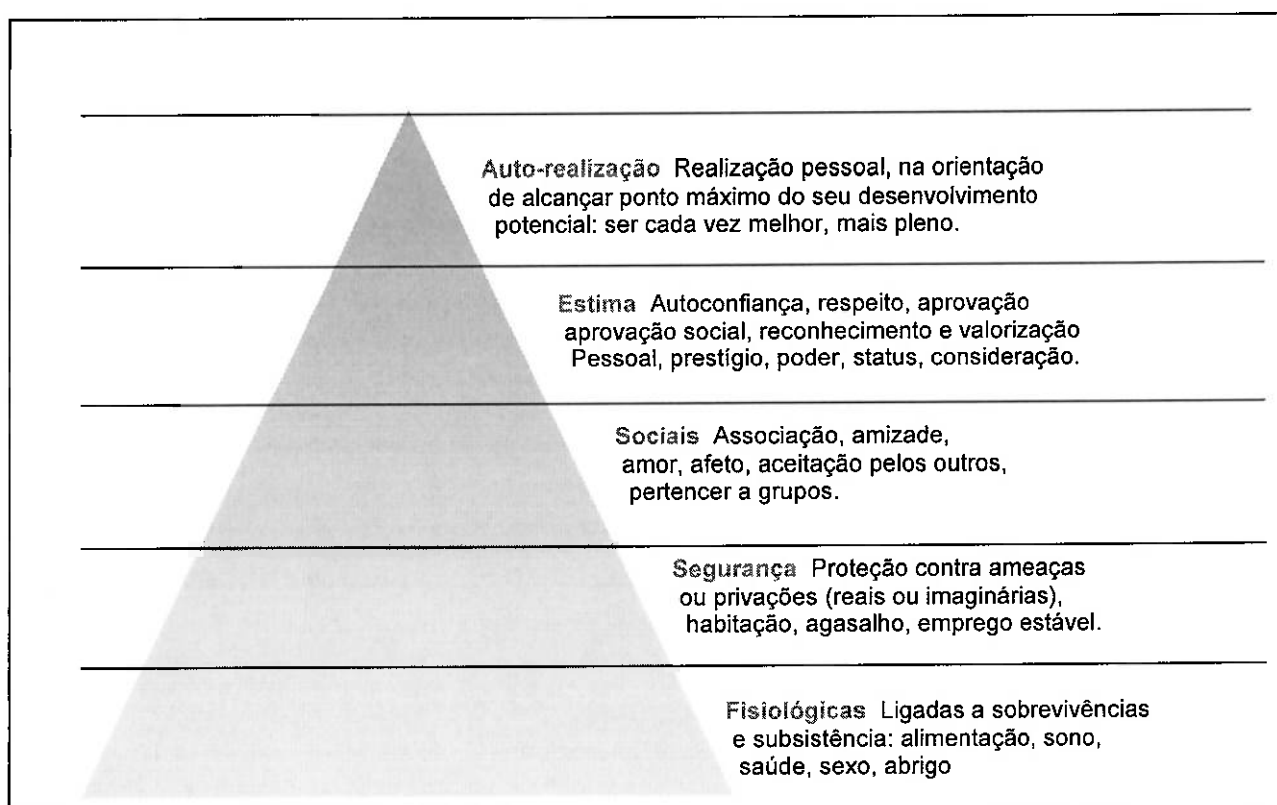 Auto-realização Realização pessoal, na orientação
de alcançar ponto máximo do seu desenvolvimento
potencial: ser cada vez melhor, mais pleno.
Estima Autoconfiança, respeito, aprovação
aprovação social, reconhecimento e valorização
Pessoal, prestígio, poder, status, consideração.
Sociais Associação, amizade,
amor, afeto, aceitação pelos outros,
pertencer a grupos.
Segurança Proteção contra ameaças
ou privações (reais ou imaginárias),
habitação, agasalho, emprego estável.
Fisiológicas Ligadas a sobrevivências
e subsistência: alimentação, sono,
saúde, sexo, abrigo